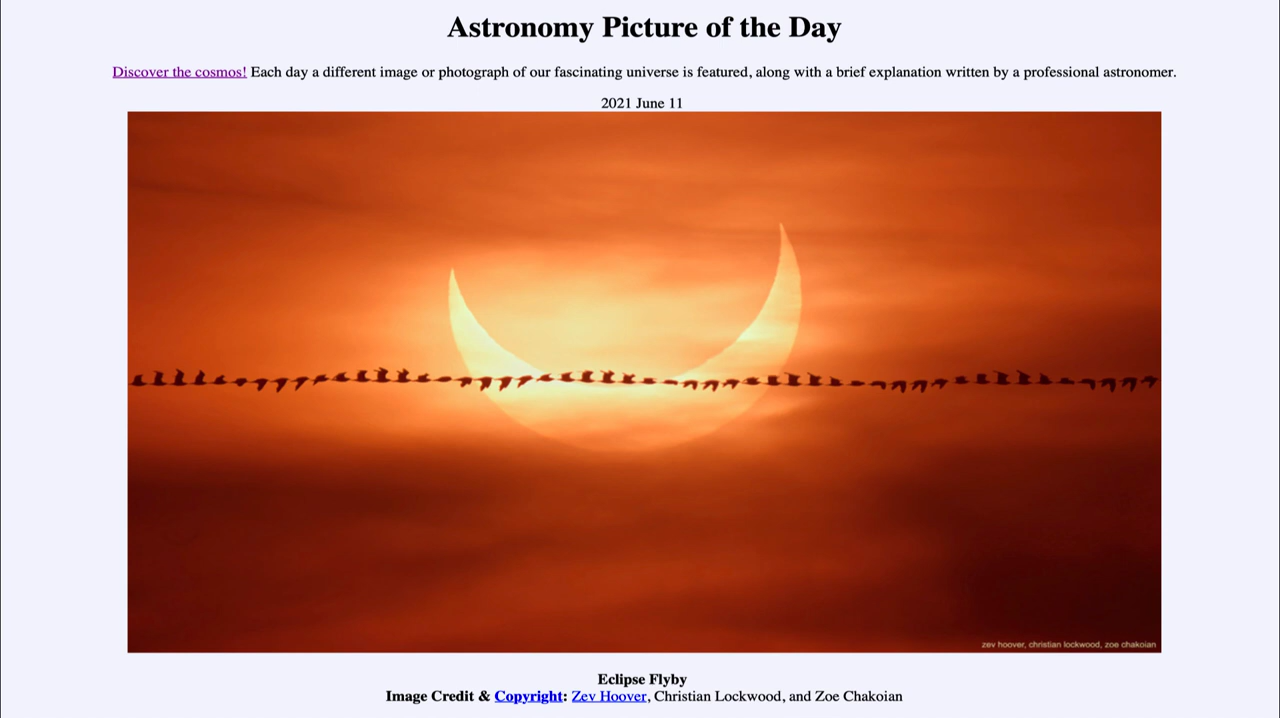 Astronomy Picture of the Day
Discover the cosmos! Each day a different image or photograph of our fascinating universe is featured, along with a brief explanation written by a professional astronomer.
2021 June 11
zev hoover, christian lockwood, zoe chakoian
Eclipse Flyby
Image Credit & Copyright: Zev Hoover, Christian Lockwood, and Zoe Chakoian